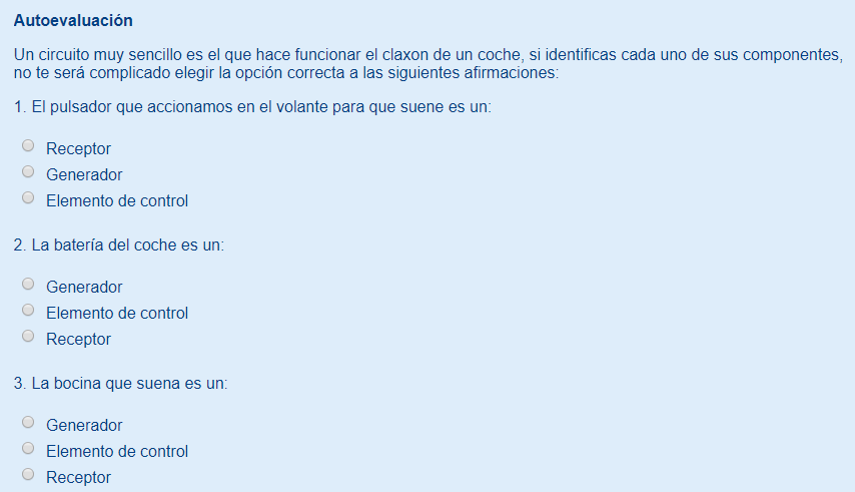 Autoevaluación
Un circuito muy sencillo es el que hace funcionar el claxon de un coche, si identificas cada uno de sus componentes,
no te será complicado elegir la opción correcta a las siguientes afirmaciones:
1. El pulsador que accionamos en el volante para que suene es un:
Receptor
Generador
Elemento de control
2. La batería del coche es un:
Generador
Elemento de control
Receptor
3. La bocina que suena es un:
Generador
Elemento de control
Receptor